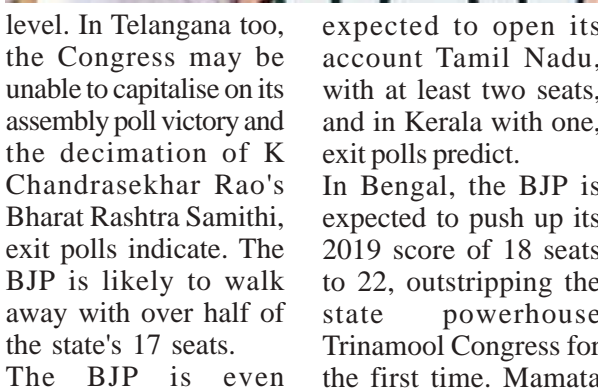 level. In Telangana too,
the Congress may be
unable to capitalise on its
assembly poll victory and
the decimation of K
Chandrasekhar Rao's
Bharat Rashtra Samithi,
exit polls indicate. The
BJP is likely to walk
away with over half of
the state's 17 seats.
The BJP is even
expected to open its
account Tamil Nadu,
with at least two seats,
and in Kerala with one,
exit polls predict.
In Bengal, the BJP is
expected to push up its
2019 score of 18 seats
to 22, outstripping the
state powerhouse
Trinamool Congress for
the first time. Mamata